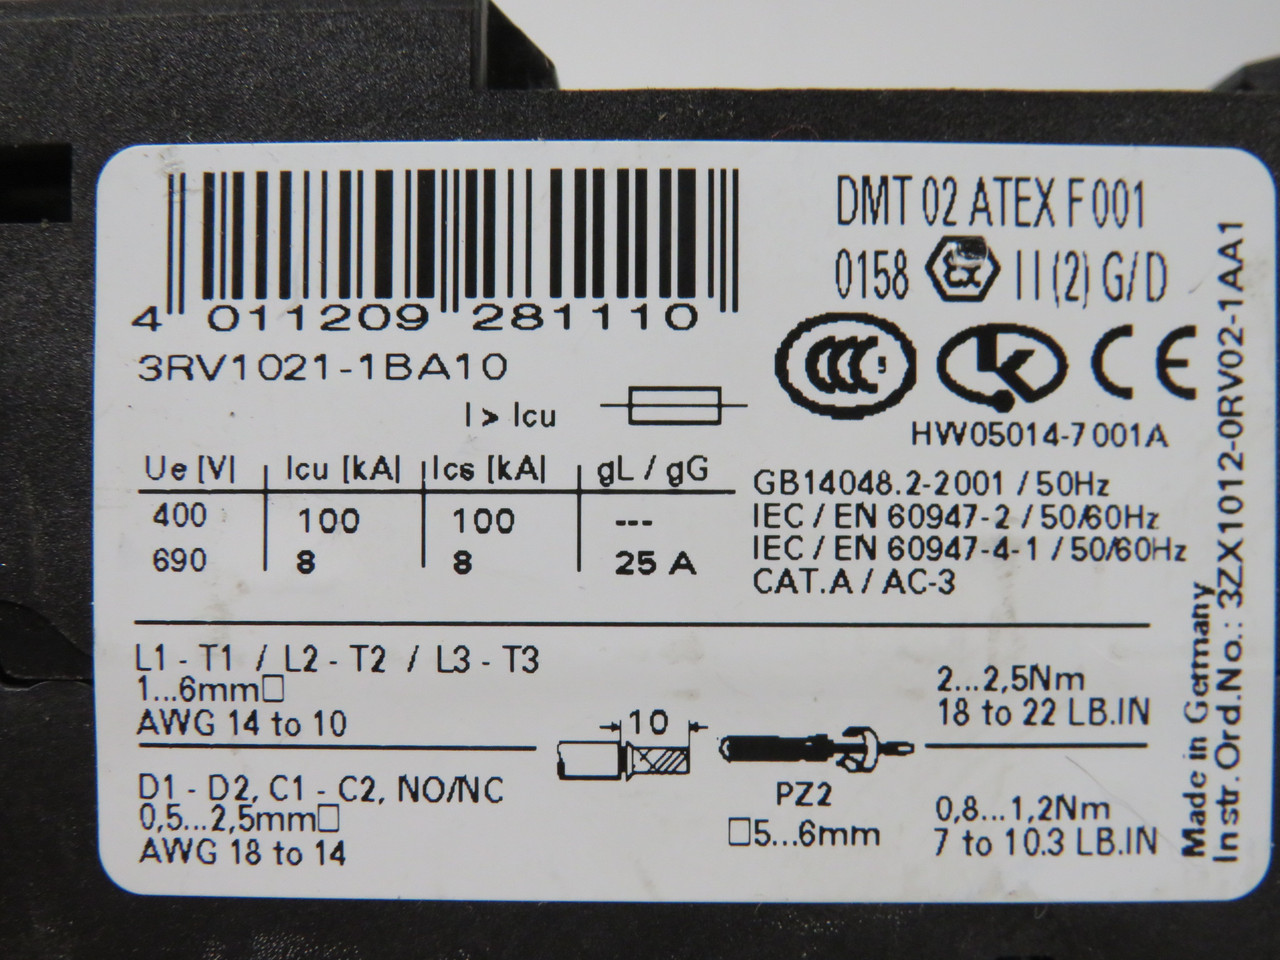 4 011209 281110
3RV1021-1BA10
I > Icu
Ue [V] Icu [kA] Ics [kA] gL / gG
400 100 100 ---
690 8 8 25 A
DMT 02 ATEX F 001
0158 Ex II (2) G/D
CCC K CE
HW05014-7001A
GB14048.2-2001 / 50Hz
IEC / EN 60947-2 / 50/60Hz
IEC / EN 60947-4-1 / 50/60Hz
CAT.A / AC-3
L1 - T1 / L2 - T2 / L3 - T3
1...6mm□
AWG 14 to 10
D1 - D2, C1 - C2, NO/NC
0,5...2,5mm□
AWG 18 to 14
10
PZ2
□5...6mm
2...2,5Nm
18 to 22 LB.IN
0,8...1,2Nm
7 to 10.3 LB.IN
Made in Germany
Instr.Ord.No.: 3ZX1012-0RV02-1AA1